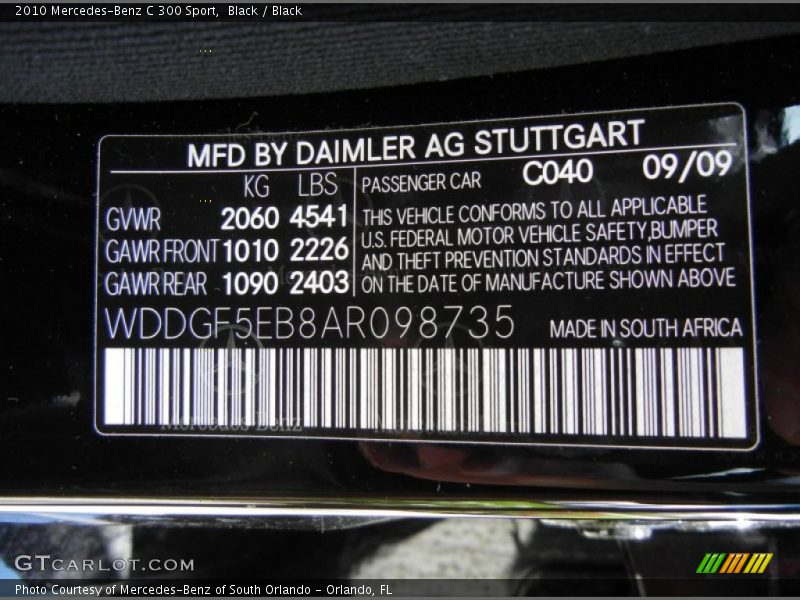 2010 Mercedes-Benz C 300 Sport, Black / Black
MFD BY DAIMLER AG STUTTGART
KG LBS PASSENGER CAR C040 09/09
GVWR 2060 4541
GAWR FRONT 1010 2226
GAWR REAR 1090 2403
THIS VEHICLE CONFORMS TO ALL APPLICABLE
U.S. FEDERAL MOTOR VEHICLE SAFETY,BUMPER
AND THEFT PREVENTION STANDARDS IN EFFECT
ON THE DATE OF MANUFACTURE SHOWN ABOVE
WDDGF5EB8AR098735 MADE IN SOUTH AFRICA
Mercedes Benz
GTCARLOT.COM
Photo Courtesy of Mercedes-Benz of South Orlando - Orlando, FL